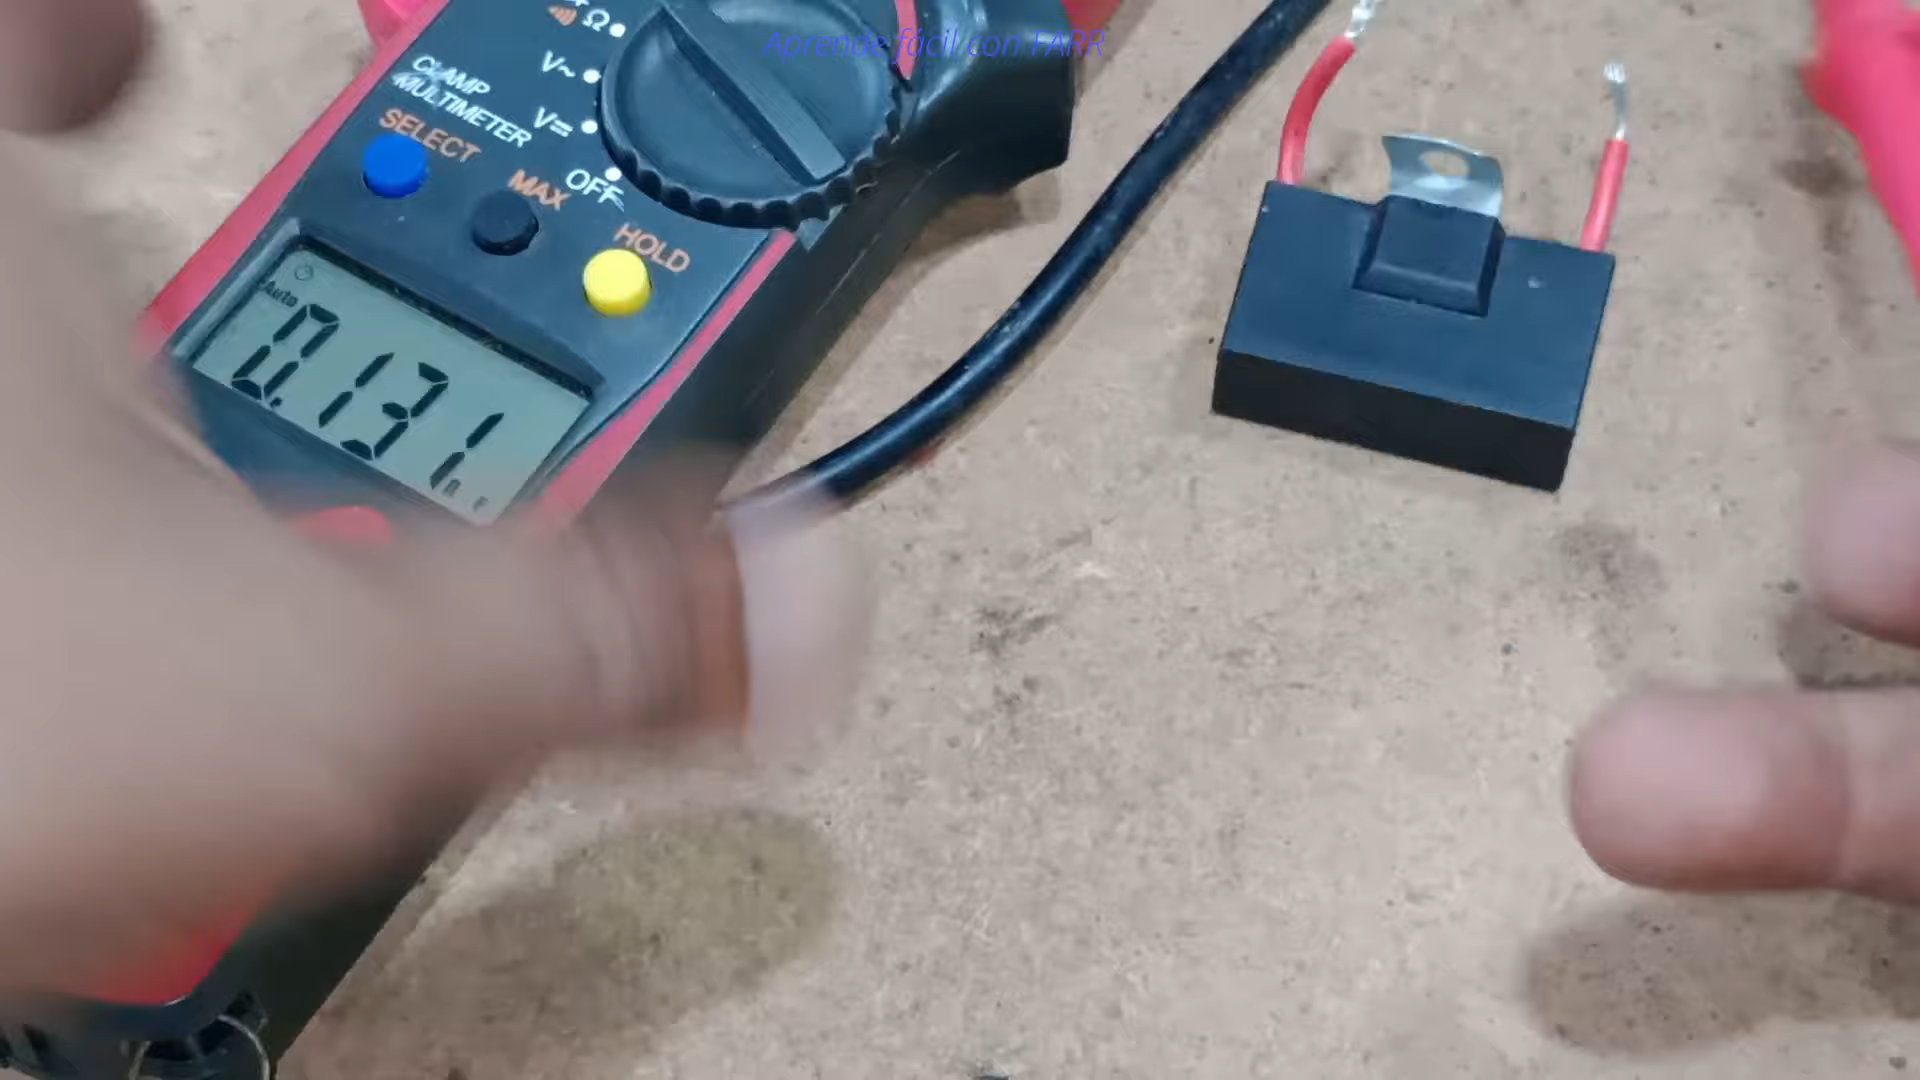 Aprende fácil con FARR
Ω
V~
V=
OFF
CLAMP
MULTIMETER
SELECT
MAX
HOLD
Auto
0.131
n F